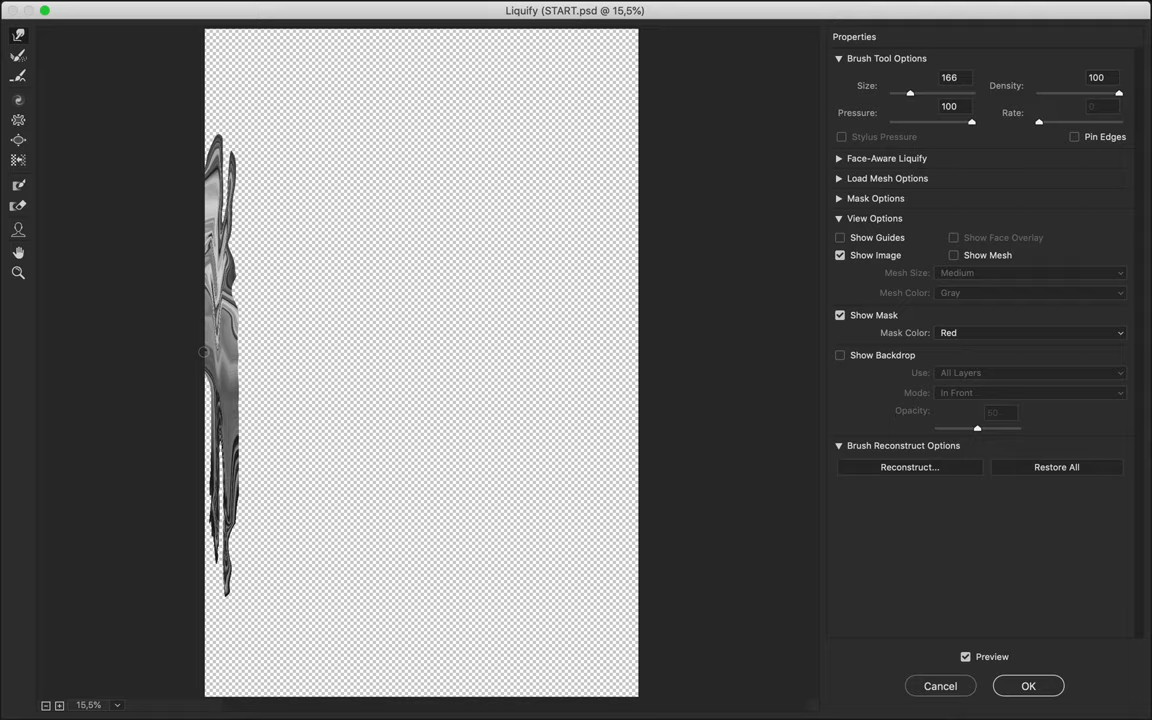 Liquify (START.psd @ 15,5%)
Properties
Brush Tool Options
Size: 166 Density: 100
Pressure: 100 Rate: 0
Stylus Pressure Pin Edges
Face-Aware Liquify
Load Mesh Options
Mask Options
View Options
Show Guides Show Face Overlay
Show Image Show Mesh
Mesh Size: Medium
Mesh Color: Gray
Show Mask
Mask Color: Red
Show Backdrop
Use: All Layers
Mode: In Front
Opacity: 50
Brush Reconstruct Options
Reconstruct... Restore All
Preview
Cancel OK
15,5%